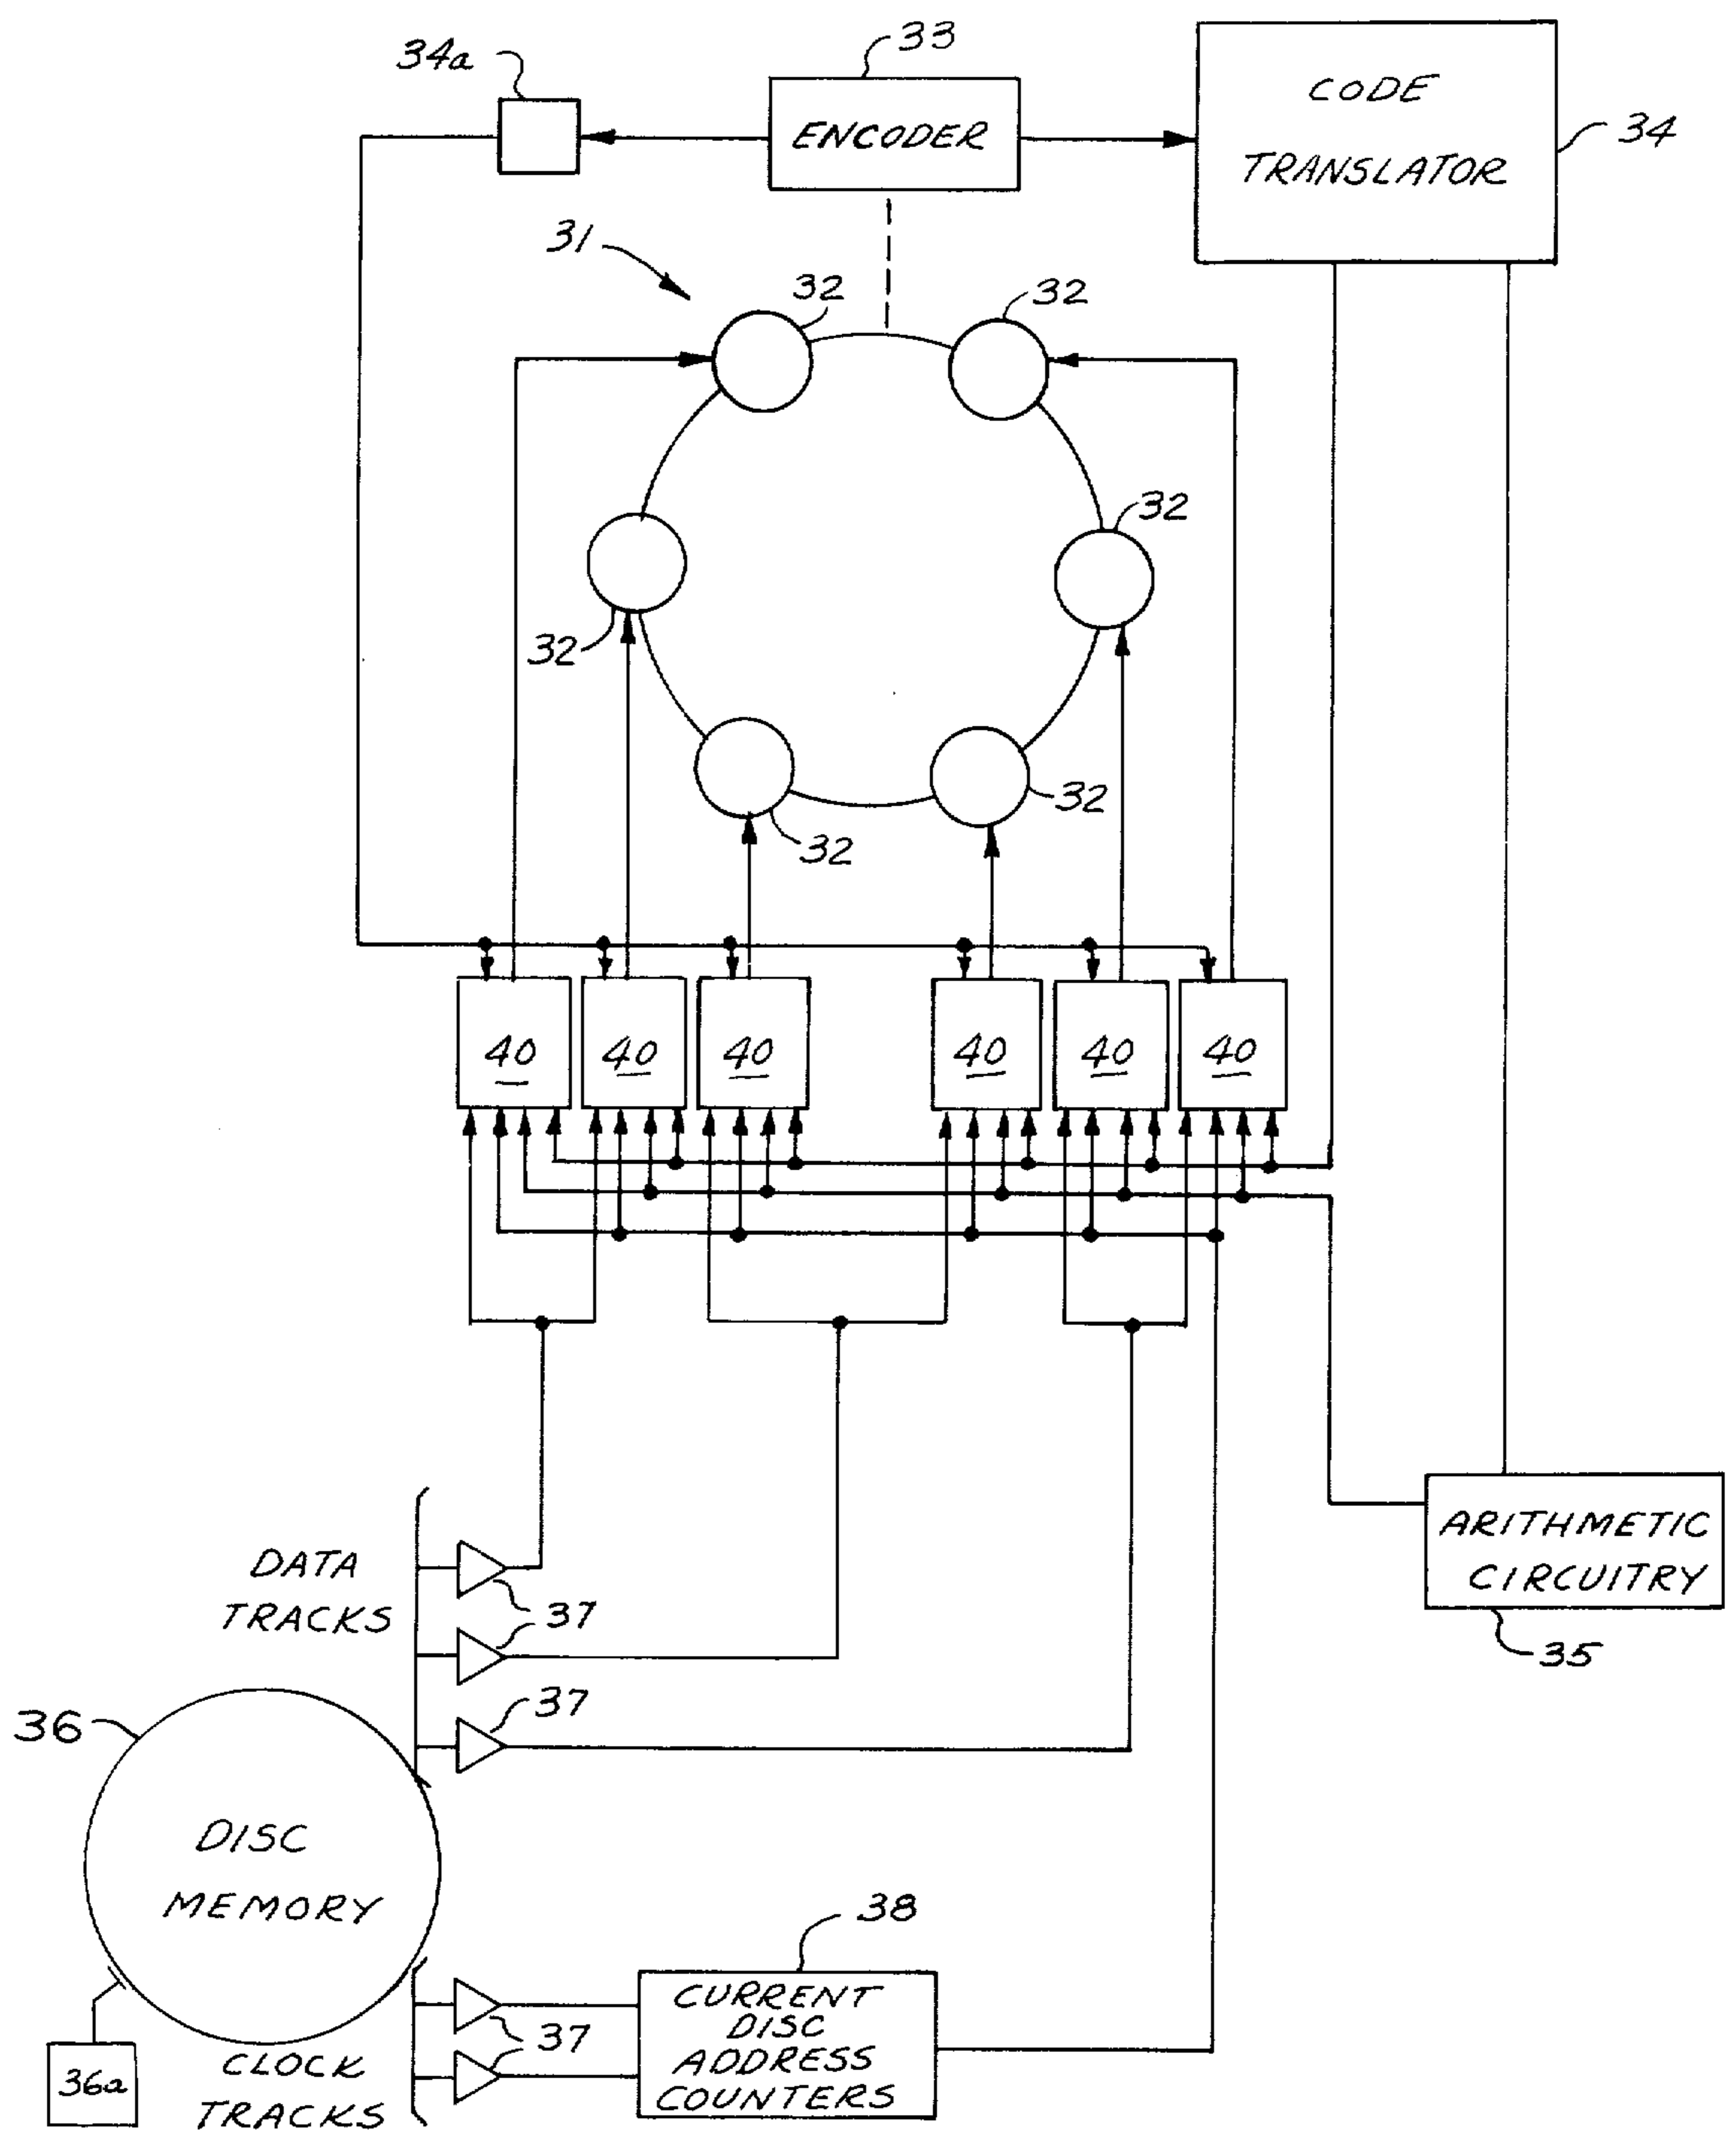 33
34a
CODE
TRANSLATOR
34
ENCODER
31
32
32
32
32
32
32
40 40 40 40 40 40
DATA
TRACKS
37
37
37
ARITHMETIC
CIRCUITRY
35
36
DISC
MEMORY
38
CURRENT
DISC
ADDRESS
COUNTERS
37
36a
CLOCK
TRACKS